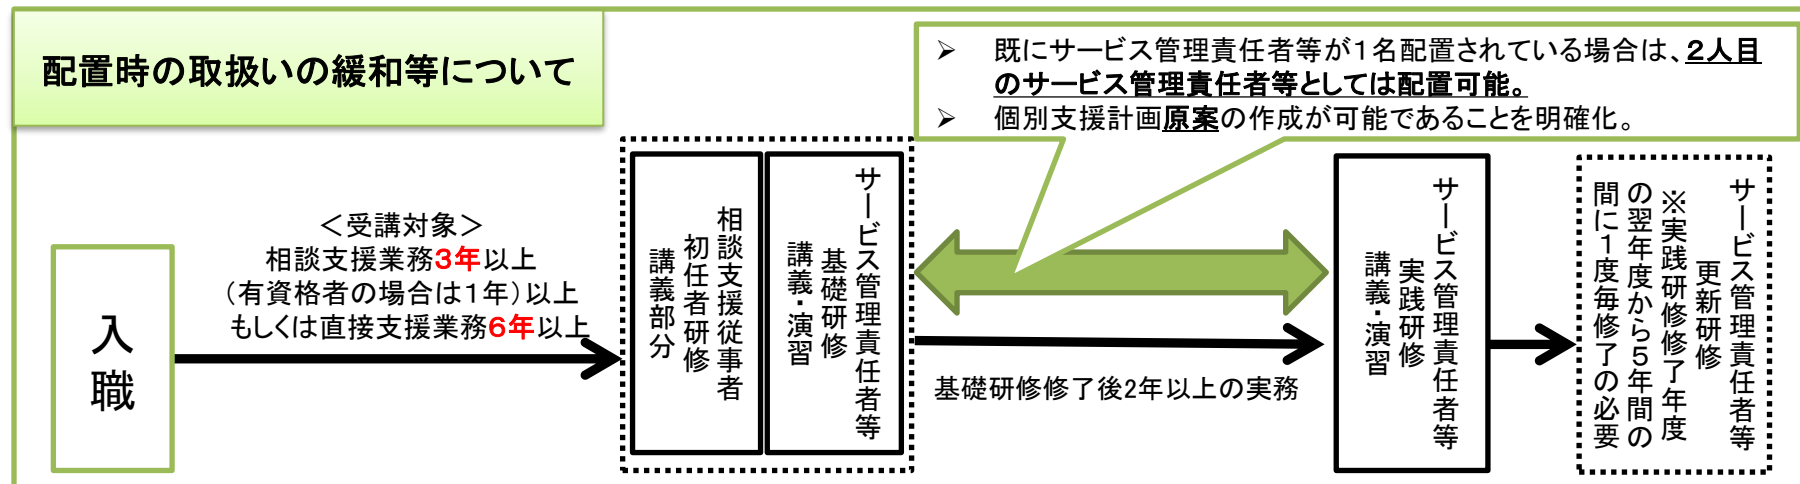 配置時の取扱いの緩和等について
➢ 既にサービス管理責任者等が１名配置されている場合は、２人目
のサービス管理責任者等としては配置可能。
➢ 個別支援計画原案の作成が可能であることを明確化。
入職
＜受講対象＞
相談支援業務３年以上
（有資格者の場合は１年）以上
もしくは直接支援業務６年以上
相談支援従事者
初任者研修
講義部分
サービス管理責任者等
基礎研修
講義・演習
基礎研修修了後2年以上の実務
サービス管理責任者等
実践研修
講義・演習
サービス管理責任者等
更新研修
※実践研修修了年度
の翌年度から５年間の
間に１度毎修了の必要